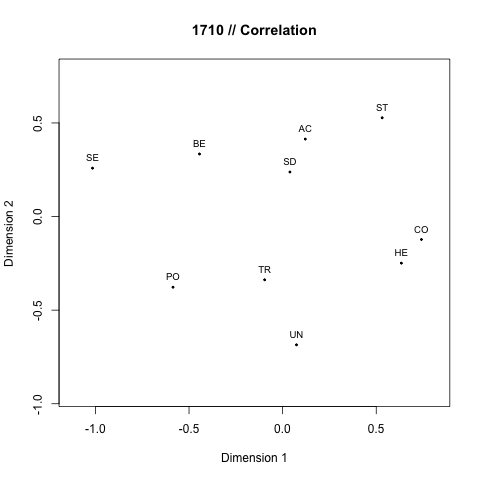 1710 // Correlation
ST
AC
BE
SE
SD
CO
HE
TR
PO
UN
Dimension 2
0.5
0.0
-0.5
-1.0
-1.0 -0.5 0.0 0.5
Dimension 1